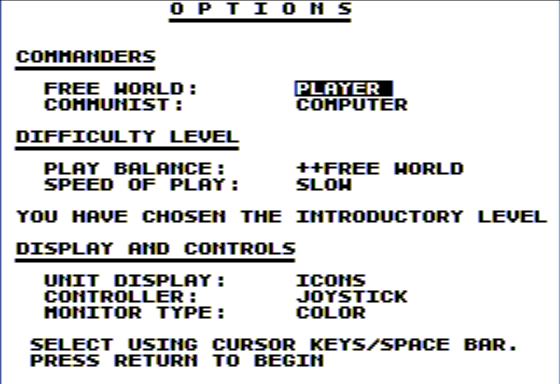 O P T I O N S
COMMANDERS
FREE WORLD: PLAYER
COMMUNIST: COMPUTER
DIFFICULTY LEVEL
PLAY BALANCE: ++FREE WORLD
SPEED OF PLAY: SLOW
YOU HAVE CHOSEN THE INTRODUCTORY LEVEL
DISPLAY AND CONTROLS
UNIT DISPLAY: ICONS
CONTROLLER: JOYSTICK
MONITOR TYPE: COLOR
SELECT USING CURSOR KEYS/SPACE BAR.
PRESS RETURN TO BEGIN